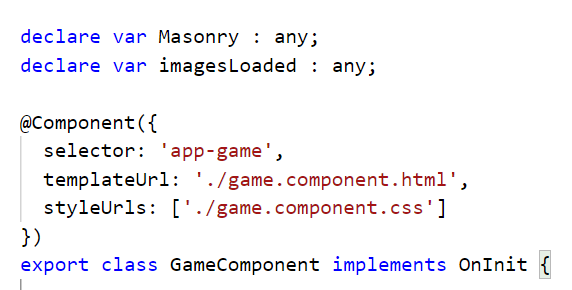 declare var Masonry : any;
declare var imagesLoaded : any;
@Component({
selector: 'app-game',
templateUrl: './game.component.html',
styleUrls: ['./game.component.css']
})
export class GameComponent implements OnInit {